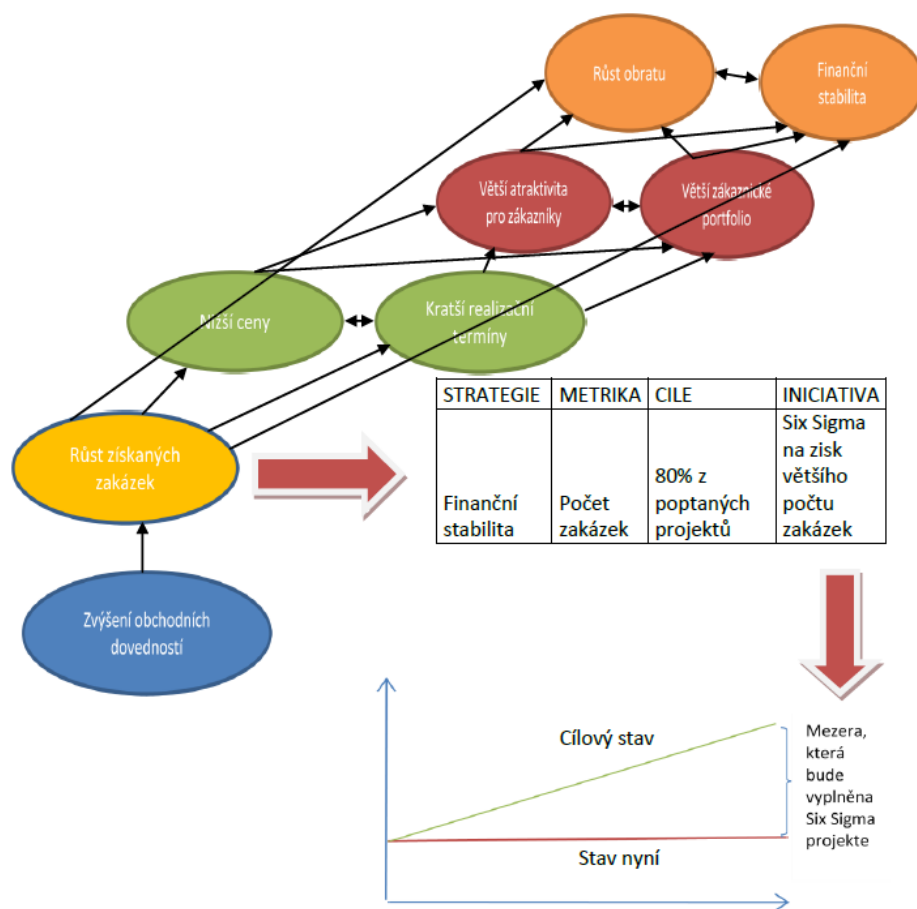 Růst obratu
Finanční
stabilita
Větší atraktivita
pro zákazníky
Větší zákaznické
portfolio
Nižší ceny
Kratší realizační
termíny
Růst získaných
zakázek
Zvýšení obchodních
dovedností
STRATEGIE METRIKA CILE INICIATIVA
Finanční
stabilita
Počet
zakázek
80% z
poptaných
projektů
Six Sigma
na zisk
většího
počtu
zakázek
Cílový stav
Stav nyní
Mezera,
která
bude
vyplněna
Six Sigma
projekte